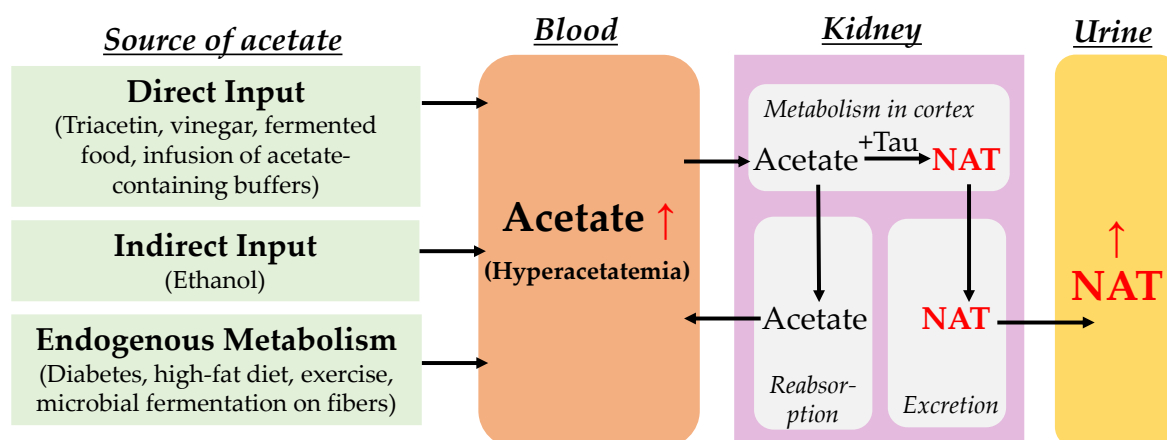 Source of acetate
Direct Input
(Triacetin, vinegar, fermented
food, infusion of acetate-
containing buffers)
Indirect Input
(Ethanol)
Endogenous Metabolism
(Diabetes, high-fat diet, exercise,
microbial fermentation on fibers)
Blood
Acetate ↑
(Hyperacetatemia)
Kidney
Metabolism in cortex
Acetate +Tau NAT
Acetate
Reabsor-
ption
NAT
Excretion
Urine
↑
NAT